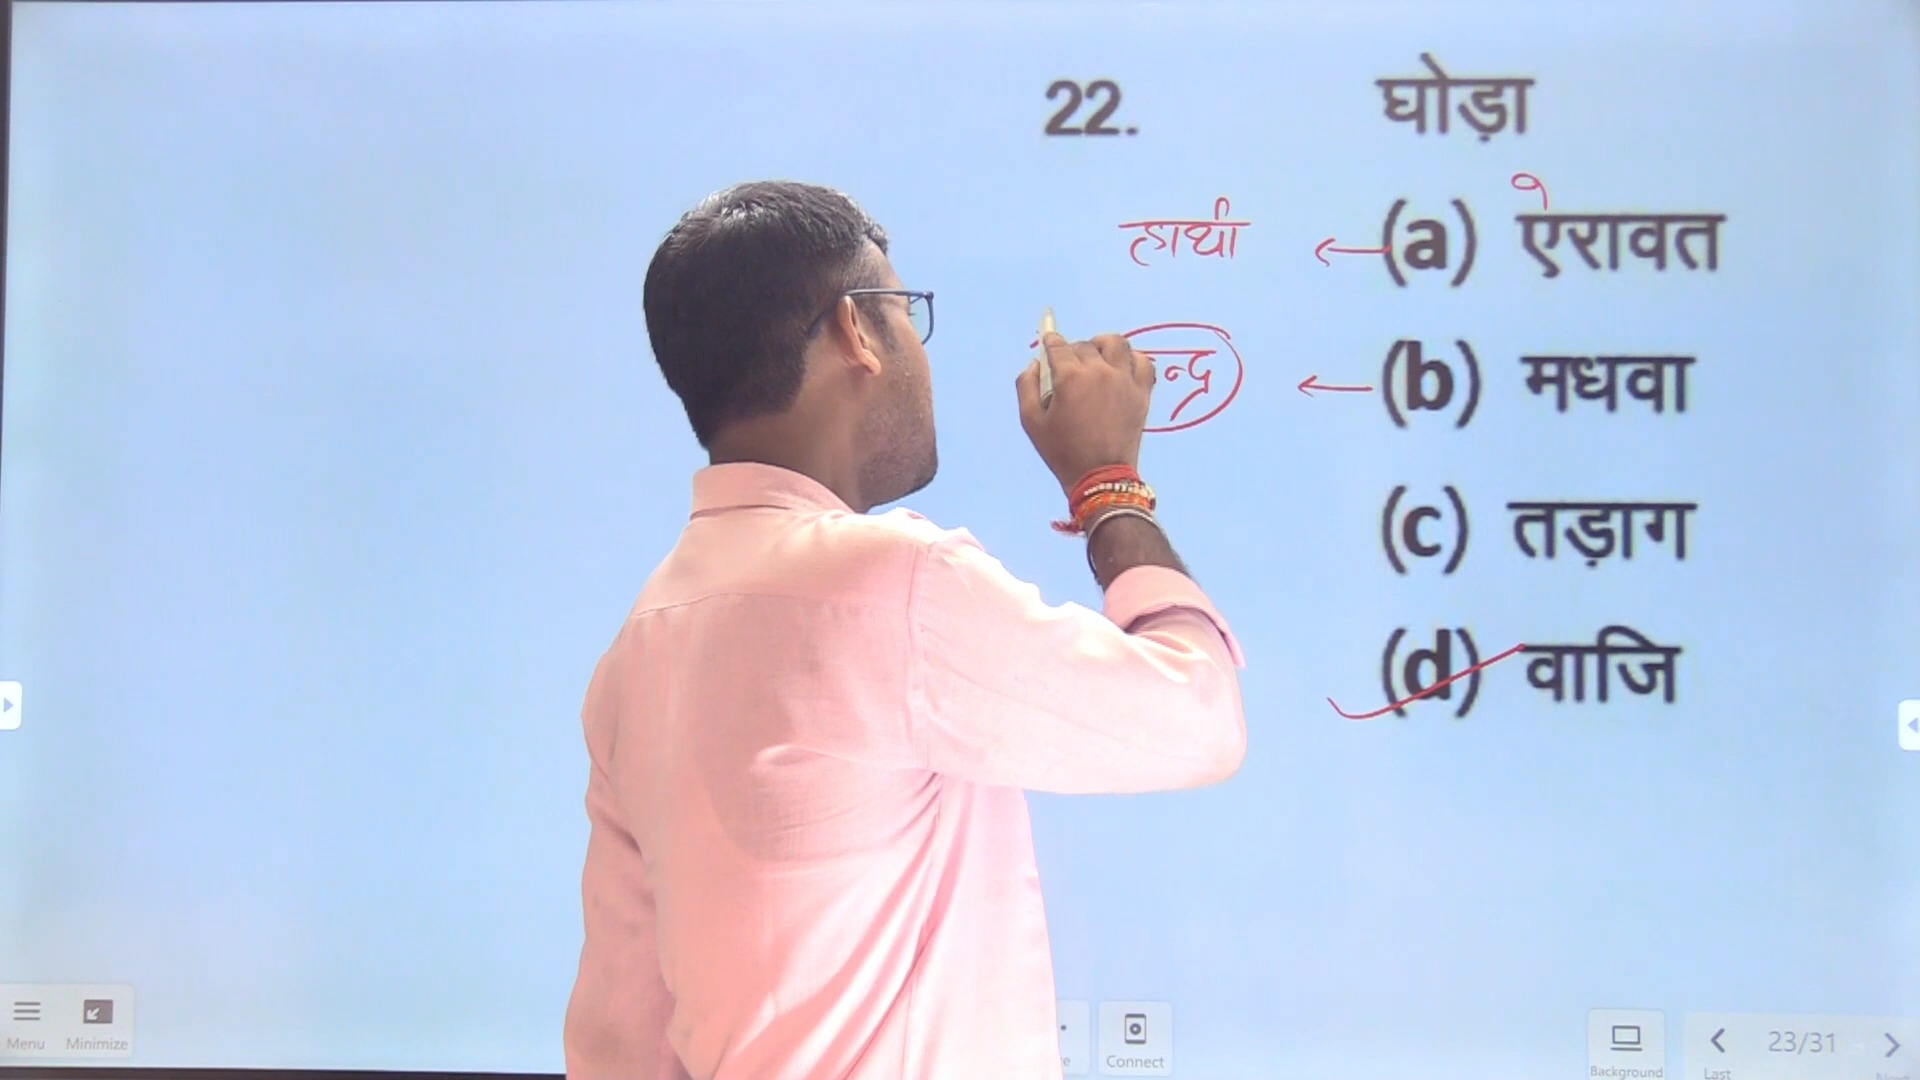 22. घोड़ा
हाथी ← (a) ऐरावत
← (b) मधवा
(c) तड़ाग
(d) वाजि
Menu Minimize
Connect
Background
Last
23/31